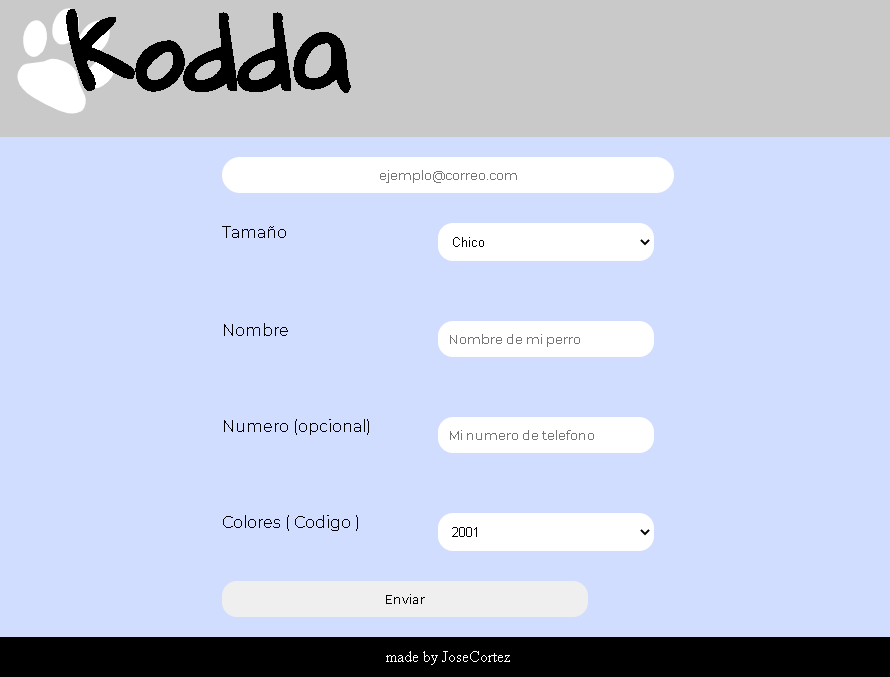 Kodda
ejemplo@correo.com
Tamaño
Chico
Nombre
Nombre de mi perro
Numero (opcional)
Mi numero de telefono
Colores ( Codigo )
2001
Enviar
made by JoseCortez